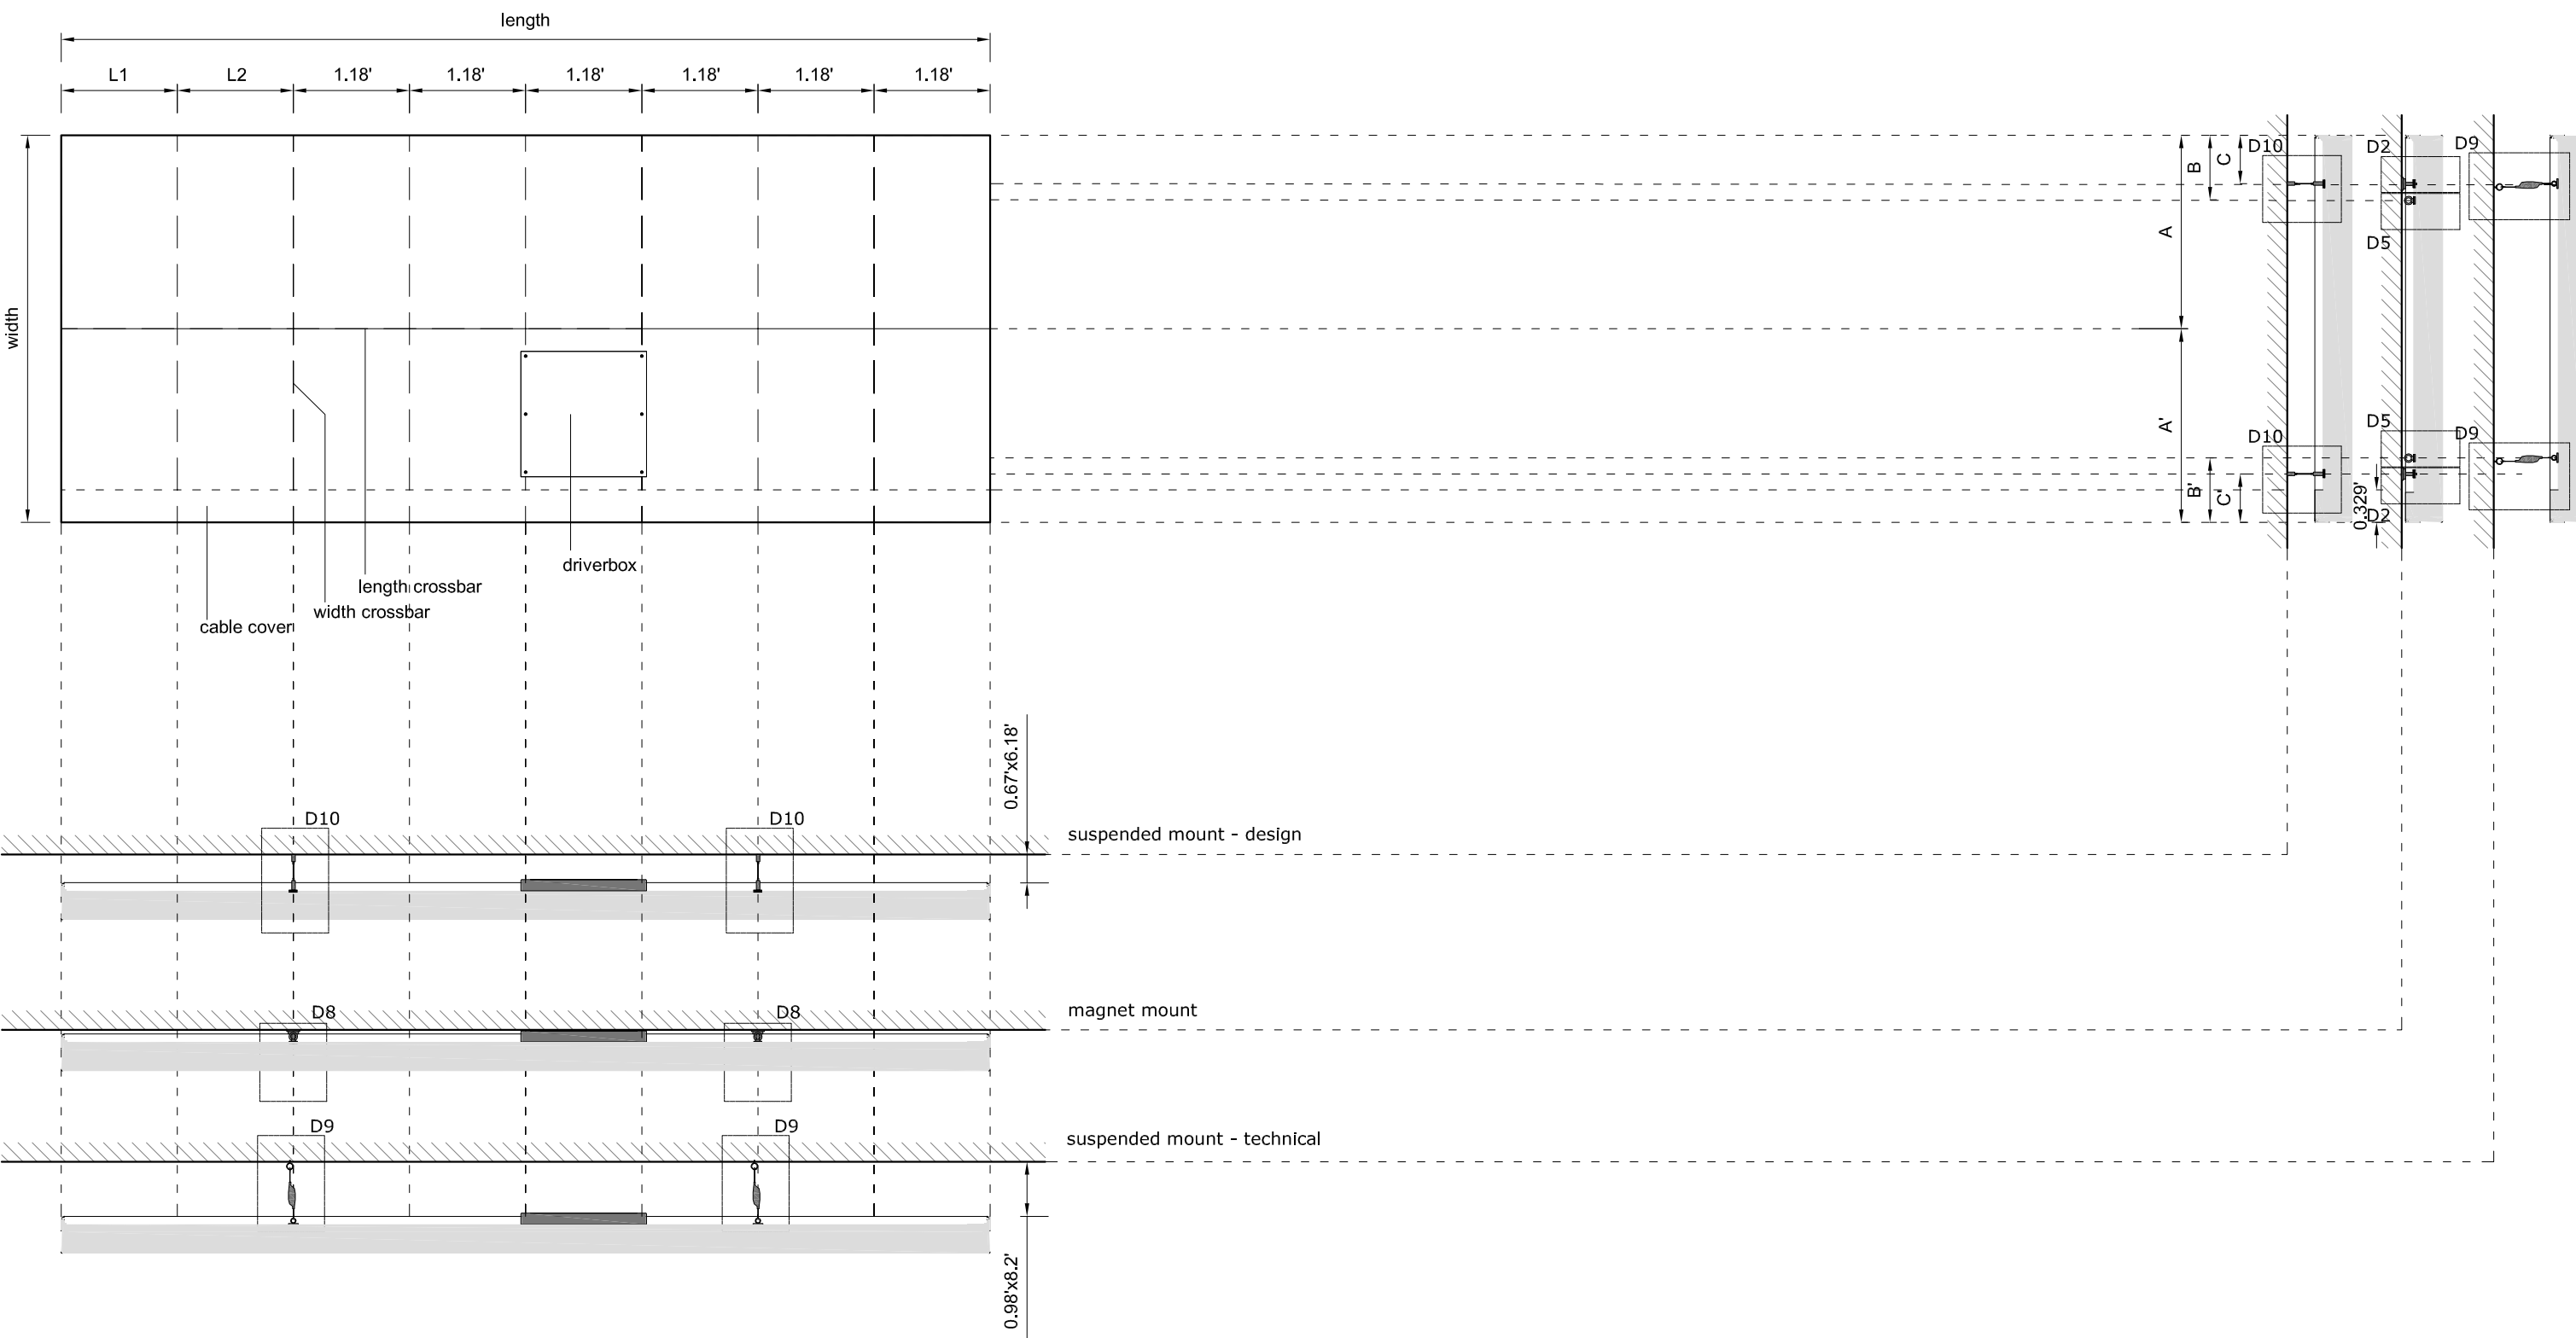 length
L1 L2 1.18' 1.18' 1.18' 1.18' 1.18' 1.18'
width
driverbox
length crossbar
width crossbar
cable cover
A
B
C
A'
B'
C'
D10
D2
D9
D5
D10
D5
D9
D2
0.329'
0.67'x6.18'
D10 D10
suspended mount - design
D8 D8
magnet mount
D9 D9
suspended mount - technical
0.98'x8.2'